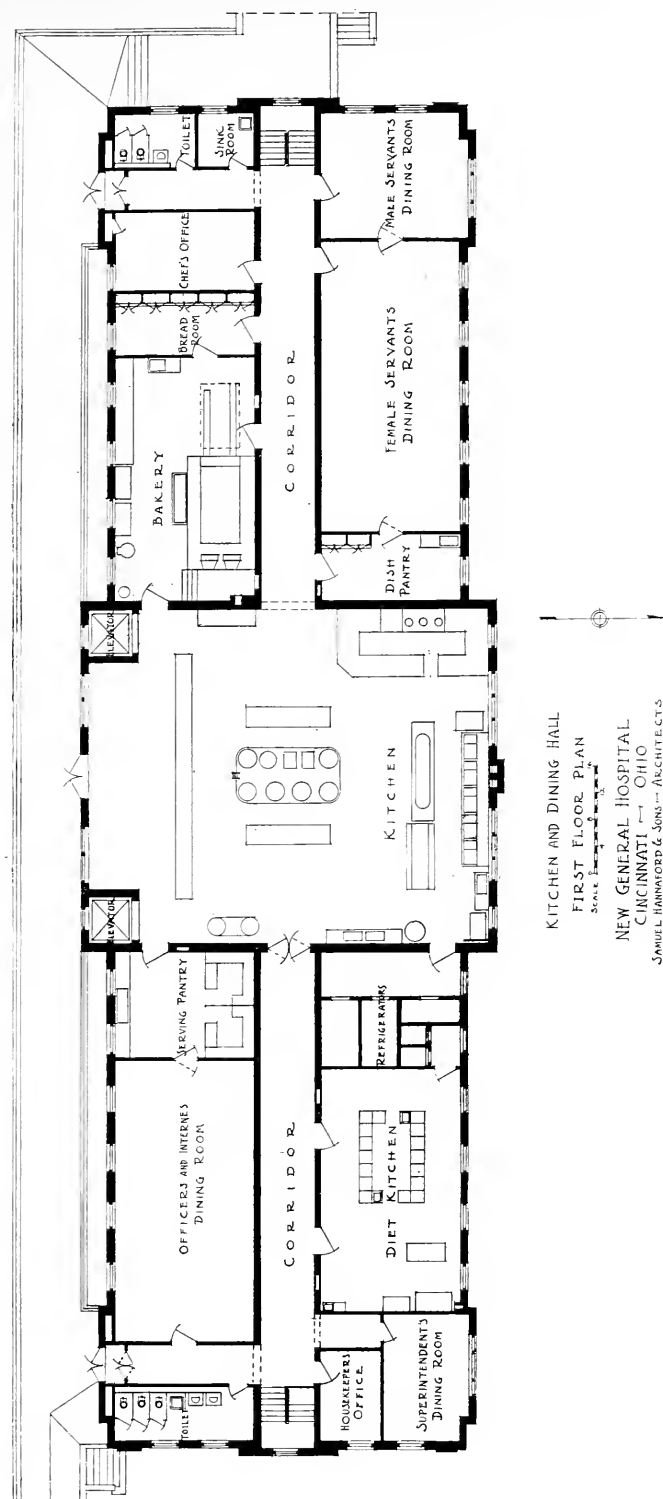 TOILET
SINK
ROOM
MALE SERVANTS
DINING ROOM
CHEF'S OFFICE
BREAD
ROOM
BAKERY
CORRIDOR
FEMALE SERVANTS
DINING ROOM
DISH
PANTRY
ELEVATOR
KITCHEN
ELEVATOR
SERVING PANTRY
REFRIGERATORS
OFFICERS AND INTERNES
DINING ROOM
CORRIDOR
DIET KITCHEN
TOILET
HOUSEKEEPERS
OFFICE
SUPERINTENDENT'S
DINING ROOM
KITCHEN AND DINING HALL
FIRST FLOOR PLAN
SCALE
NEW GENERAL HOSPITAL
CINCINNATI — OHIO
SAMUEL HANNAFORD & SONS — ARCHITECTS